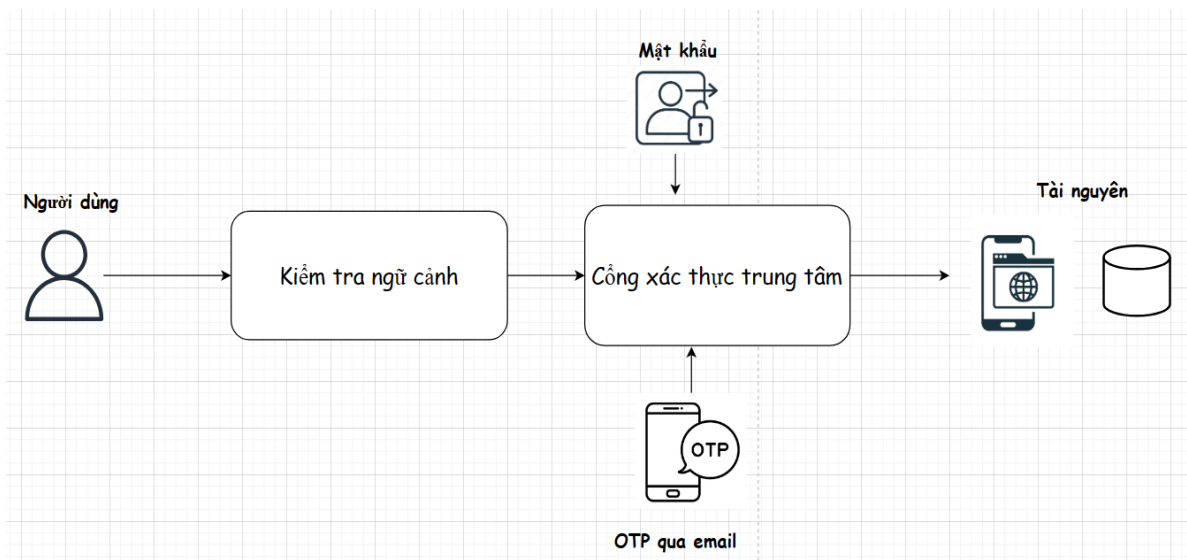 Mật khẩu
Người dùng
Tài nguyên
Kiểm tra ngữ cảnh
Cổng xác thực trung tâm
OTP
OTP qua email